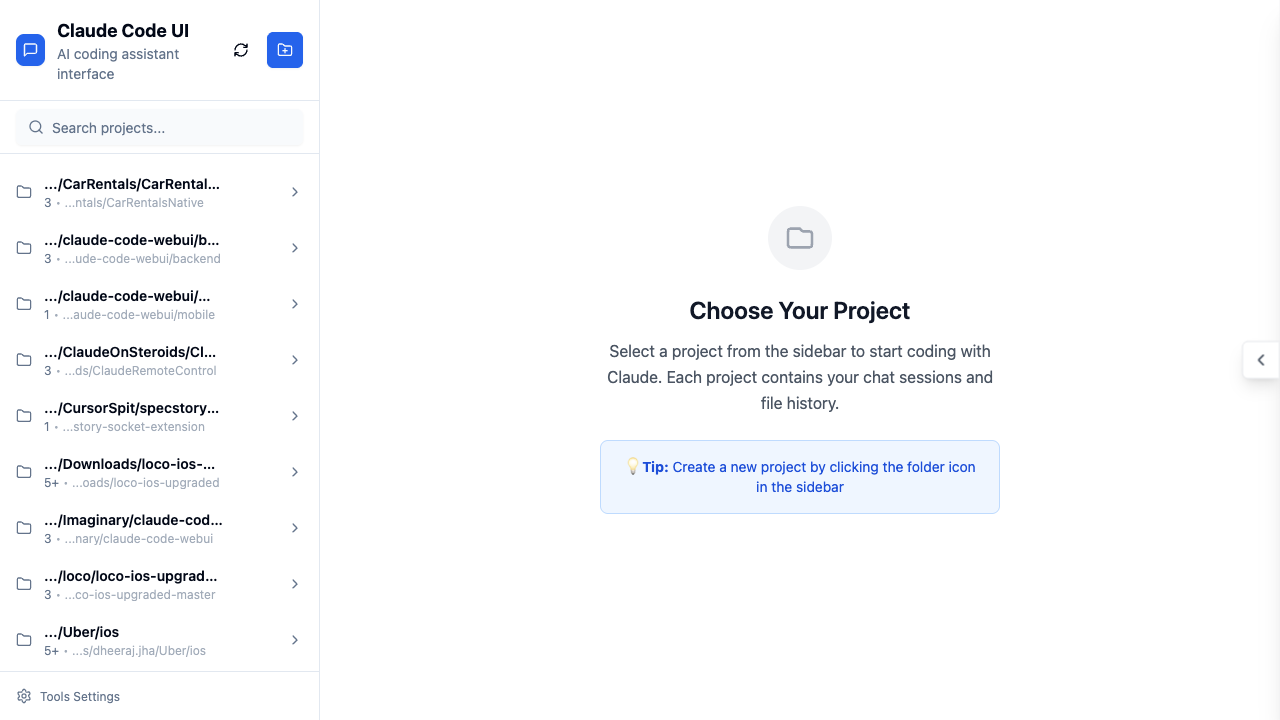 Claude Code UI
AI coding assistant
interface
Search projects...
.../CarRentals/CarRental...
3 • ...ntals/CarRentalsNative
.../claude-code-webui/b...
3 • ...ude-code-webui/backend
.../claude-code-webui/...
1 • ...aude-code-webui/mobile
.../ClaudeOnSteroids/Cl...
3 • ...ds/ClaudeRemoteControl
.../CursorSpit/specstory...
1 • ...story-socket-extension
.../Downloads/loco-ios-...
5+ • ...oads/loco-ios-upgraded
.../Imaginary/claude-cod...
3 • ...nary/claude-code-webui
.../loco/loco-ios-upgrad...
3 • ...co-ios-upgraded-master
.../Uber/ios
5+ • ...s/dheeraj.jha/Uber/ios
Tools Settings
Choose Your Project
Select a project from the sidebar to start coding with
Claude. Each project contains your chat sessions and
file history.
💡 Tip: Create a new project by clicking the folder icon
in the sidebar